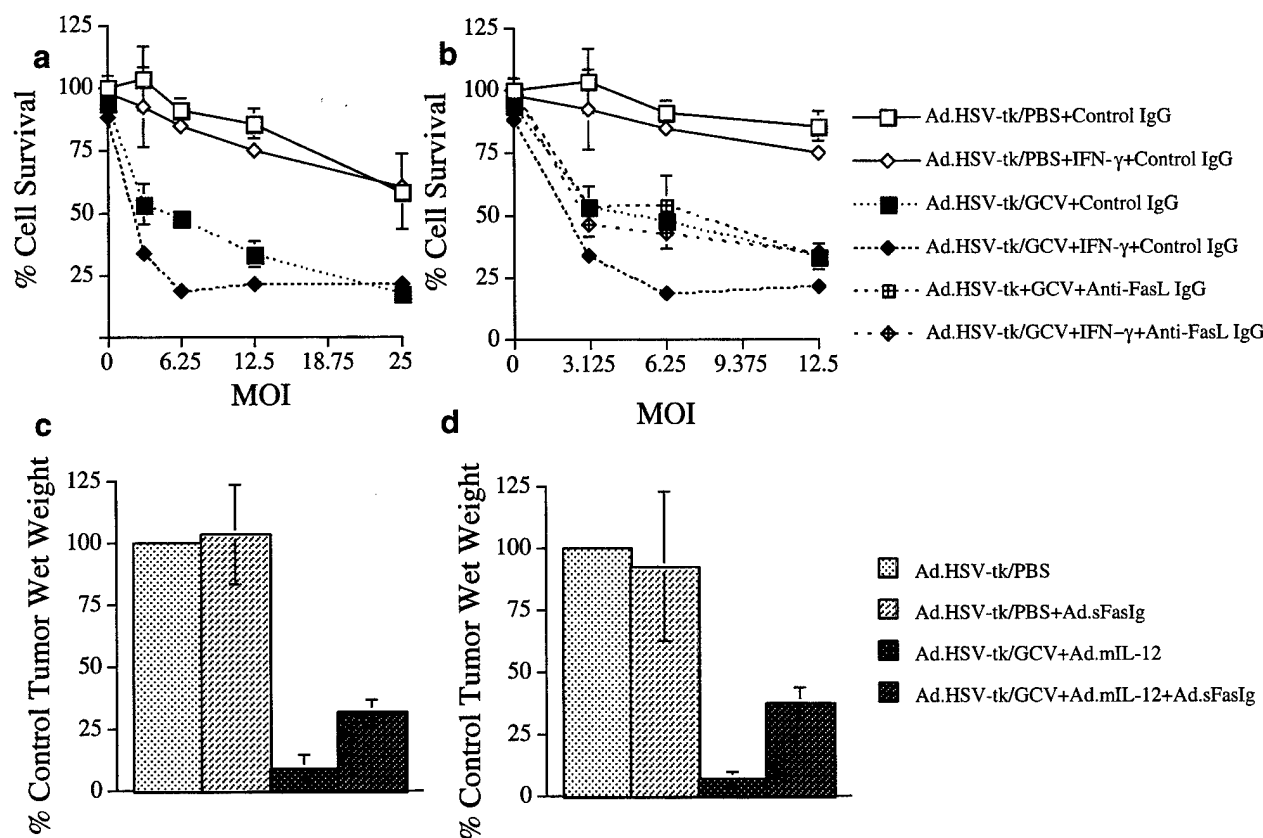 a
125
100
75
50
25
% Cell Survival
0
6.25
12.5
18.75
25
MOI
b
125
100
75
50
25
0
% Cell Survival
0
3.125
6.25
9.375
12.5
MOI
Ad.HSV-tk/PBS+Control IgG
Ad.HSV-tk/PBS+IFN-γ+Control IgG
Ad.HSV-tk/GCV+Control IgG
Ad.HSV-tk/GCV+IFN-γ+Control IgG
Ad.HSV-tk+GCV+Anti-FasL IgG
Ad.HSV-tk/GCV+IFN-γ+Anti-FasL IgG
c
125
100
75
50
25
0
% Control Tumor Wet Weight
d
125
100
75
50
25
0
% Control Tumor Wet Weight
Ad.HSV-tk/PBS
Ad.HSV-tk/PBS+Ad.sFasIg
Ad.HSV-tk/GCV+Ad.mIL-12
Ad.HSV-tk/GCV+Ad.mIL-12+Ad.sFasIg